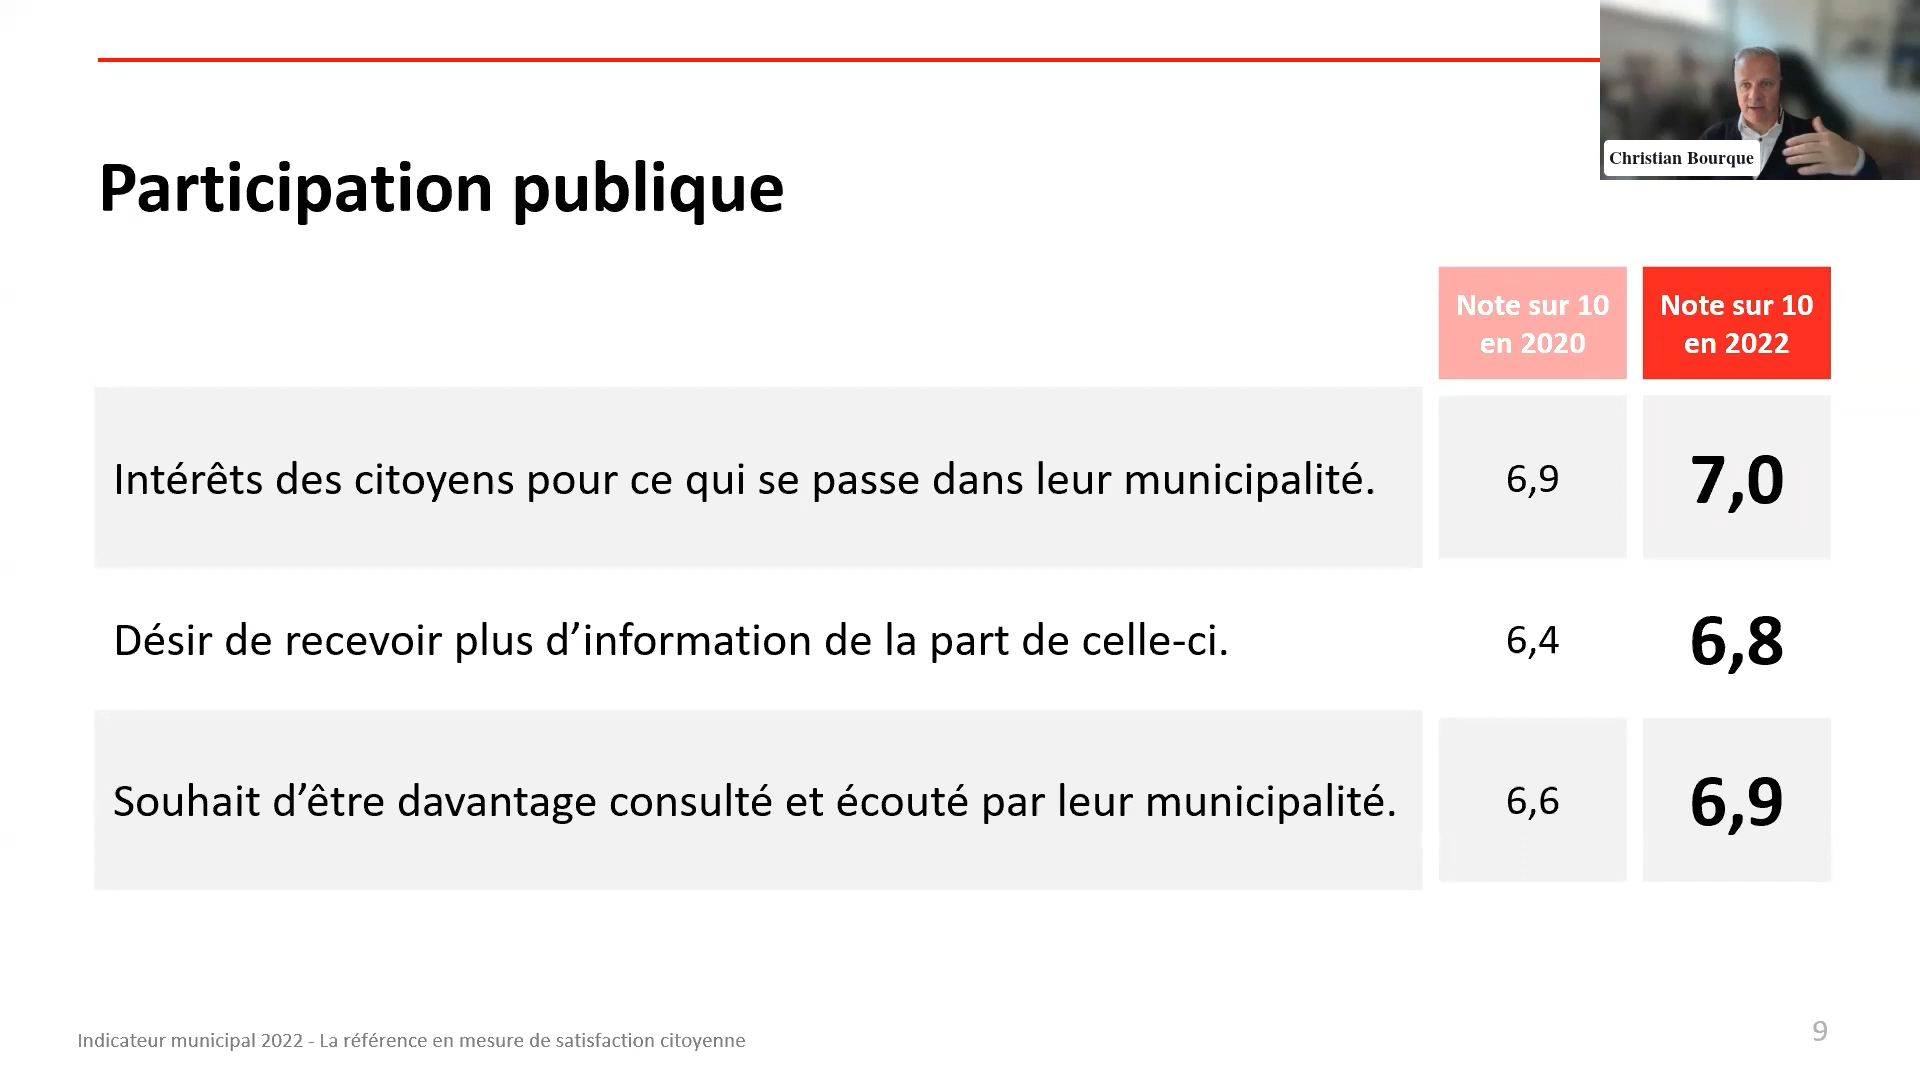 Christian Bourque
Participation publique
Note sur 10
en 2020
Note sur 10
en 2022
Intérêts des citoyens pour ce qui se passe dans leur municipalité.
6,9
7,0
Désir de recevoir plus d’information de la part de celle-ci.
6,4
6,8
Souhait d’être davantage consulté et écouté par leur municipalité.
6,6
6,9
Indicateur municipal 2022 - La référence en mesure de satisfaction citoyenne
9